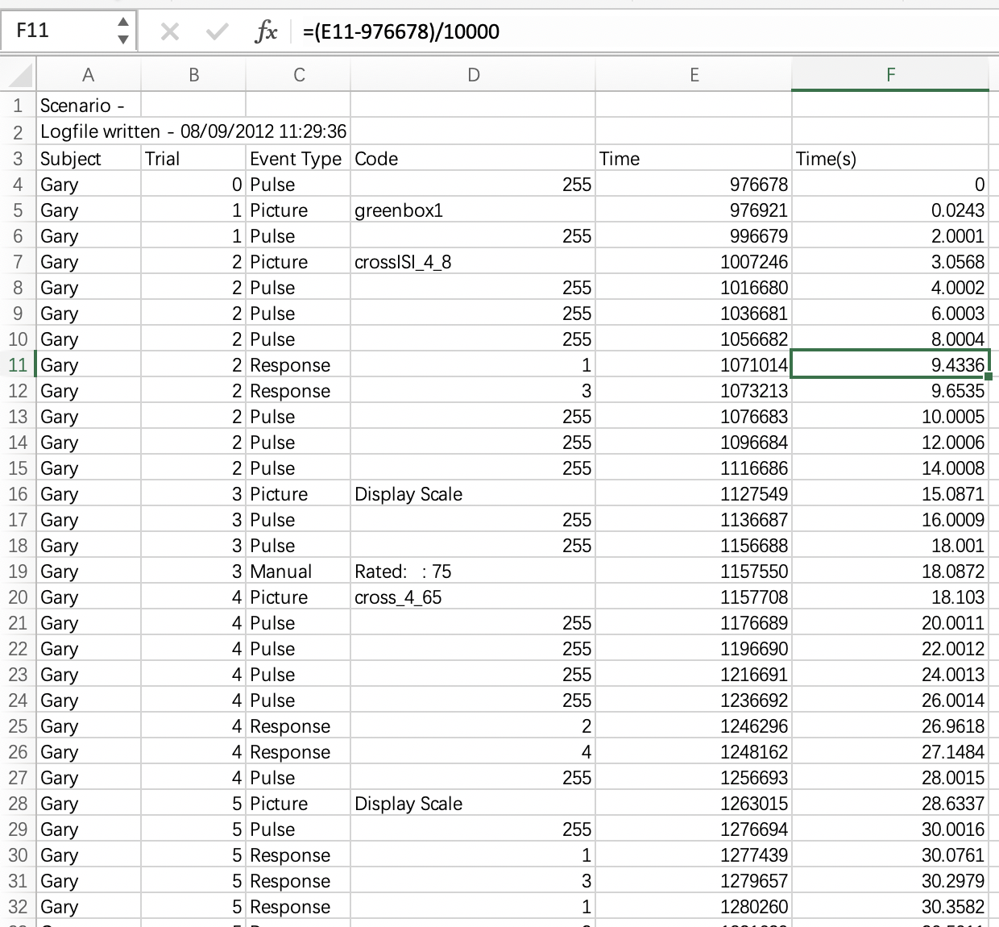 F11 fx =(E11-976678)/10000
A B C D E F
1 Scenario -
2 Logfile written - 08/09/2012 11:29:36
3 Subject Trial Event Type Code Time Time(s)
4 Gary 0 Pulse 255 976678 0
5 Gary 1 Picture greenbox1 976921 0.0243
6 Gary 1 Pulse 255 996679 2.0001
7 Gary 2 Picture crossISI_4_8 1007246 3.0568
8 Gary 2 Pulse 255 1016680 4.0002
9 Gary 2 Pulse 255 1036681 6.0003
10 Gary 2 Pulse 255 1056682 8.0004
11 Gary 2 Response 1 1071014 9.4336
12 Gary 2 Response 3 1073213 9.6535
13 Gary 2 Pulse 255 1076683 10.0005
14 Gary 2 Pulse 255 1096684 12.0006
15 Gary 2 Pulse 255 1116686 14.0008
16 Gary 3 Picture Display Scale 1127549 15.0871
17 Gary 3 Pulse 255 1136687 16.0009
18 Gary 3 Pulse 255 1156688 18.001
19 Gary 3 Manual Rated: : 75 1157550 18.0872
20 Gary 4 Picture cross_4_65 1157708 18.103
21 Gary 4 Pulse 255 1176689 20.0011
22 Gary 4 Pulse 255 1196690 22.0012
23 Gary 4 Pulse 255 1216691 24.0013
24 Gary 4 Pulse 255 1236692 26.0014
25 Gary 4 Response 2 1246296 26.9618
26 Gary 4 Response 4 1248162 27.1484
27 Gary 4 Pulse 255 1256693 28.0015
28 Gary 5 Picture Display Scale 1263015 28.6337
29 Gary 5 Pulse 255 1276694 30.0016
30 Gary 5 Response 1 1277439 30.0761
31 Gary 5 Response 3 1279657 30.2979
32 Gary 5 Response 1 1280260 30.3582